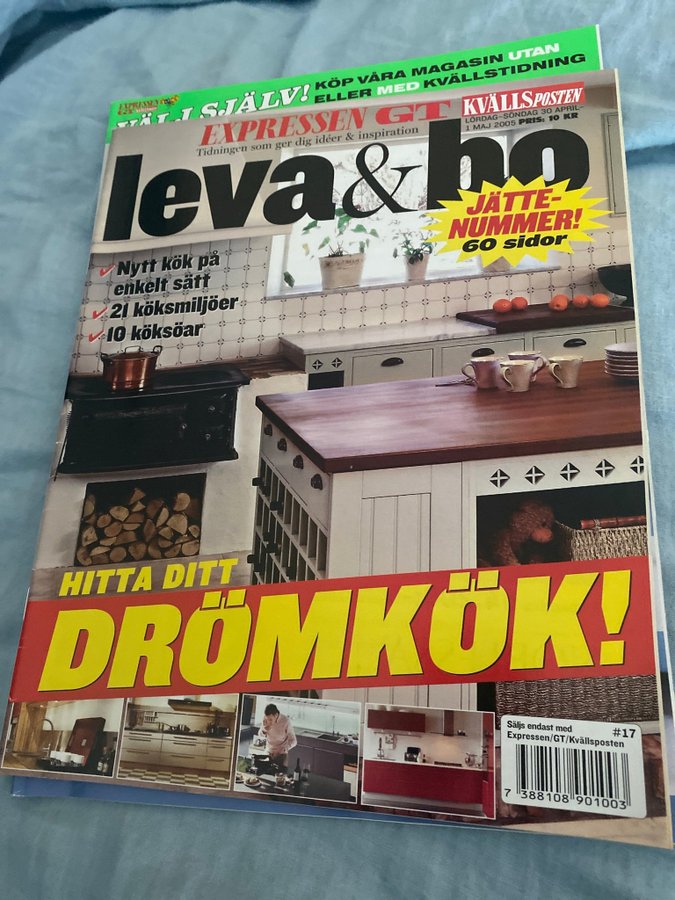 EXPRESSEN
VÄLJ SJÄLV!
KÖP VÅRA MAGASIN UTAN
ELLER MED KVÄLLSTIDNING
EXPRESSEN GT KVÄLLSPOSTEN
Tidningen som ger dig idéer & inspiration
LÖRDAG–SÖNDAG 30 APRIL–
1 MAJ 2005 PRIS: 10 KR
leva&bo
JÄTTE-
NUMMER!
60 sidor
Nytt kök på
enkelt sätt
21 köksmiljöer
10 köksöar
HITTA DITT
DRÖMKÖK!
Säljs endast med
Expressen/GT/Kvällsposten
#17
7 388108 901003